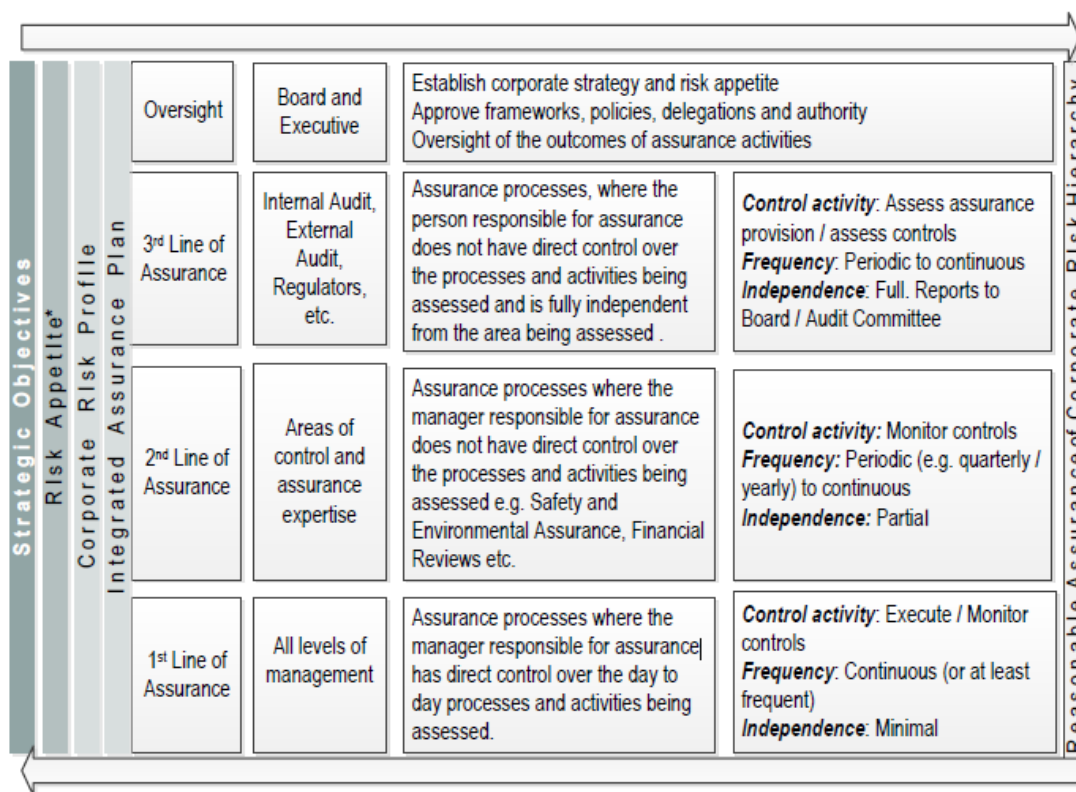 Strategic Objectives
Risk Appetite*
Corporate Risk Profile
Integrated Assurance Plan
Oversight
Board and
Executive
Establish corporate strategy and risk appetite
Approve frameworks, policies, delegations and authority
Oversight of the outcomes of assurance activities
3rd Line of
Assurance
Internal Audit,
External
Audit,
Regulators,
etc.
Assurance processes, where the
person responsible for assurance
does not have direct control over
the processes and activities being
assessed and is fully independent
from the area being assessed .
Control activity: Assess assurance
provision / assess controls
Frequency: Periodic to continuous
Independence: Full. Reports to
Board / Audit Committee
2nd Line of
Assurance
Areas of
control and
assurance
expertise
Assurance processes where the
manager responsible for assurance
does not have direct control over
the processes and activities being
assessed e.g. Safety and
Environmental Assurance, Financial
Reviews etc.
Control activity: Monitor controls
Frequency: Periodic (e.g. quarterly /
yearly) to continuous
Independence: Partial
1st Line of
Assurance
All levels of
management
Assurance processes where the
manager responsible for assurance
has direct control over the day to
day processes and activities being
assessed.
Control activity: Execute / Monitor
controls
Frequency: Continuous (or at least
frequent)
Independence: Minimal
Reasonable Assurance of Corporate Risk Hierarchy